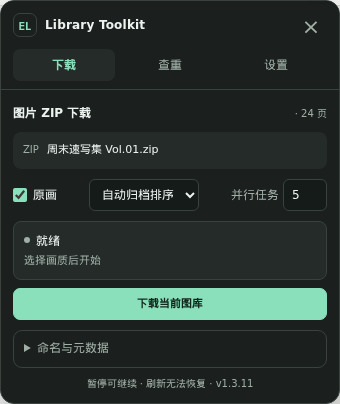 EL Library Toolkit
下载 查重 设置
图片 ZIP 下载 · 24 页
ZIP 周末速写集 Vol.01.zip
原画 自动归档排序 并行任务 5
就绪
选择画质后开始
下载当前图库
命名与元数据
暂停可继续 · 刷新无法恢复 · v1.3.11